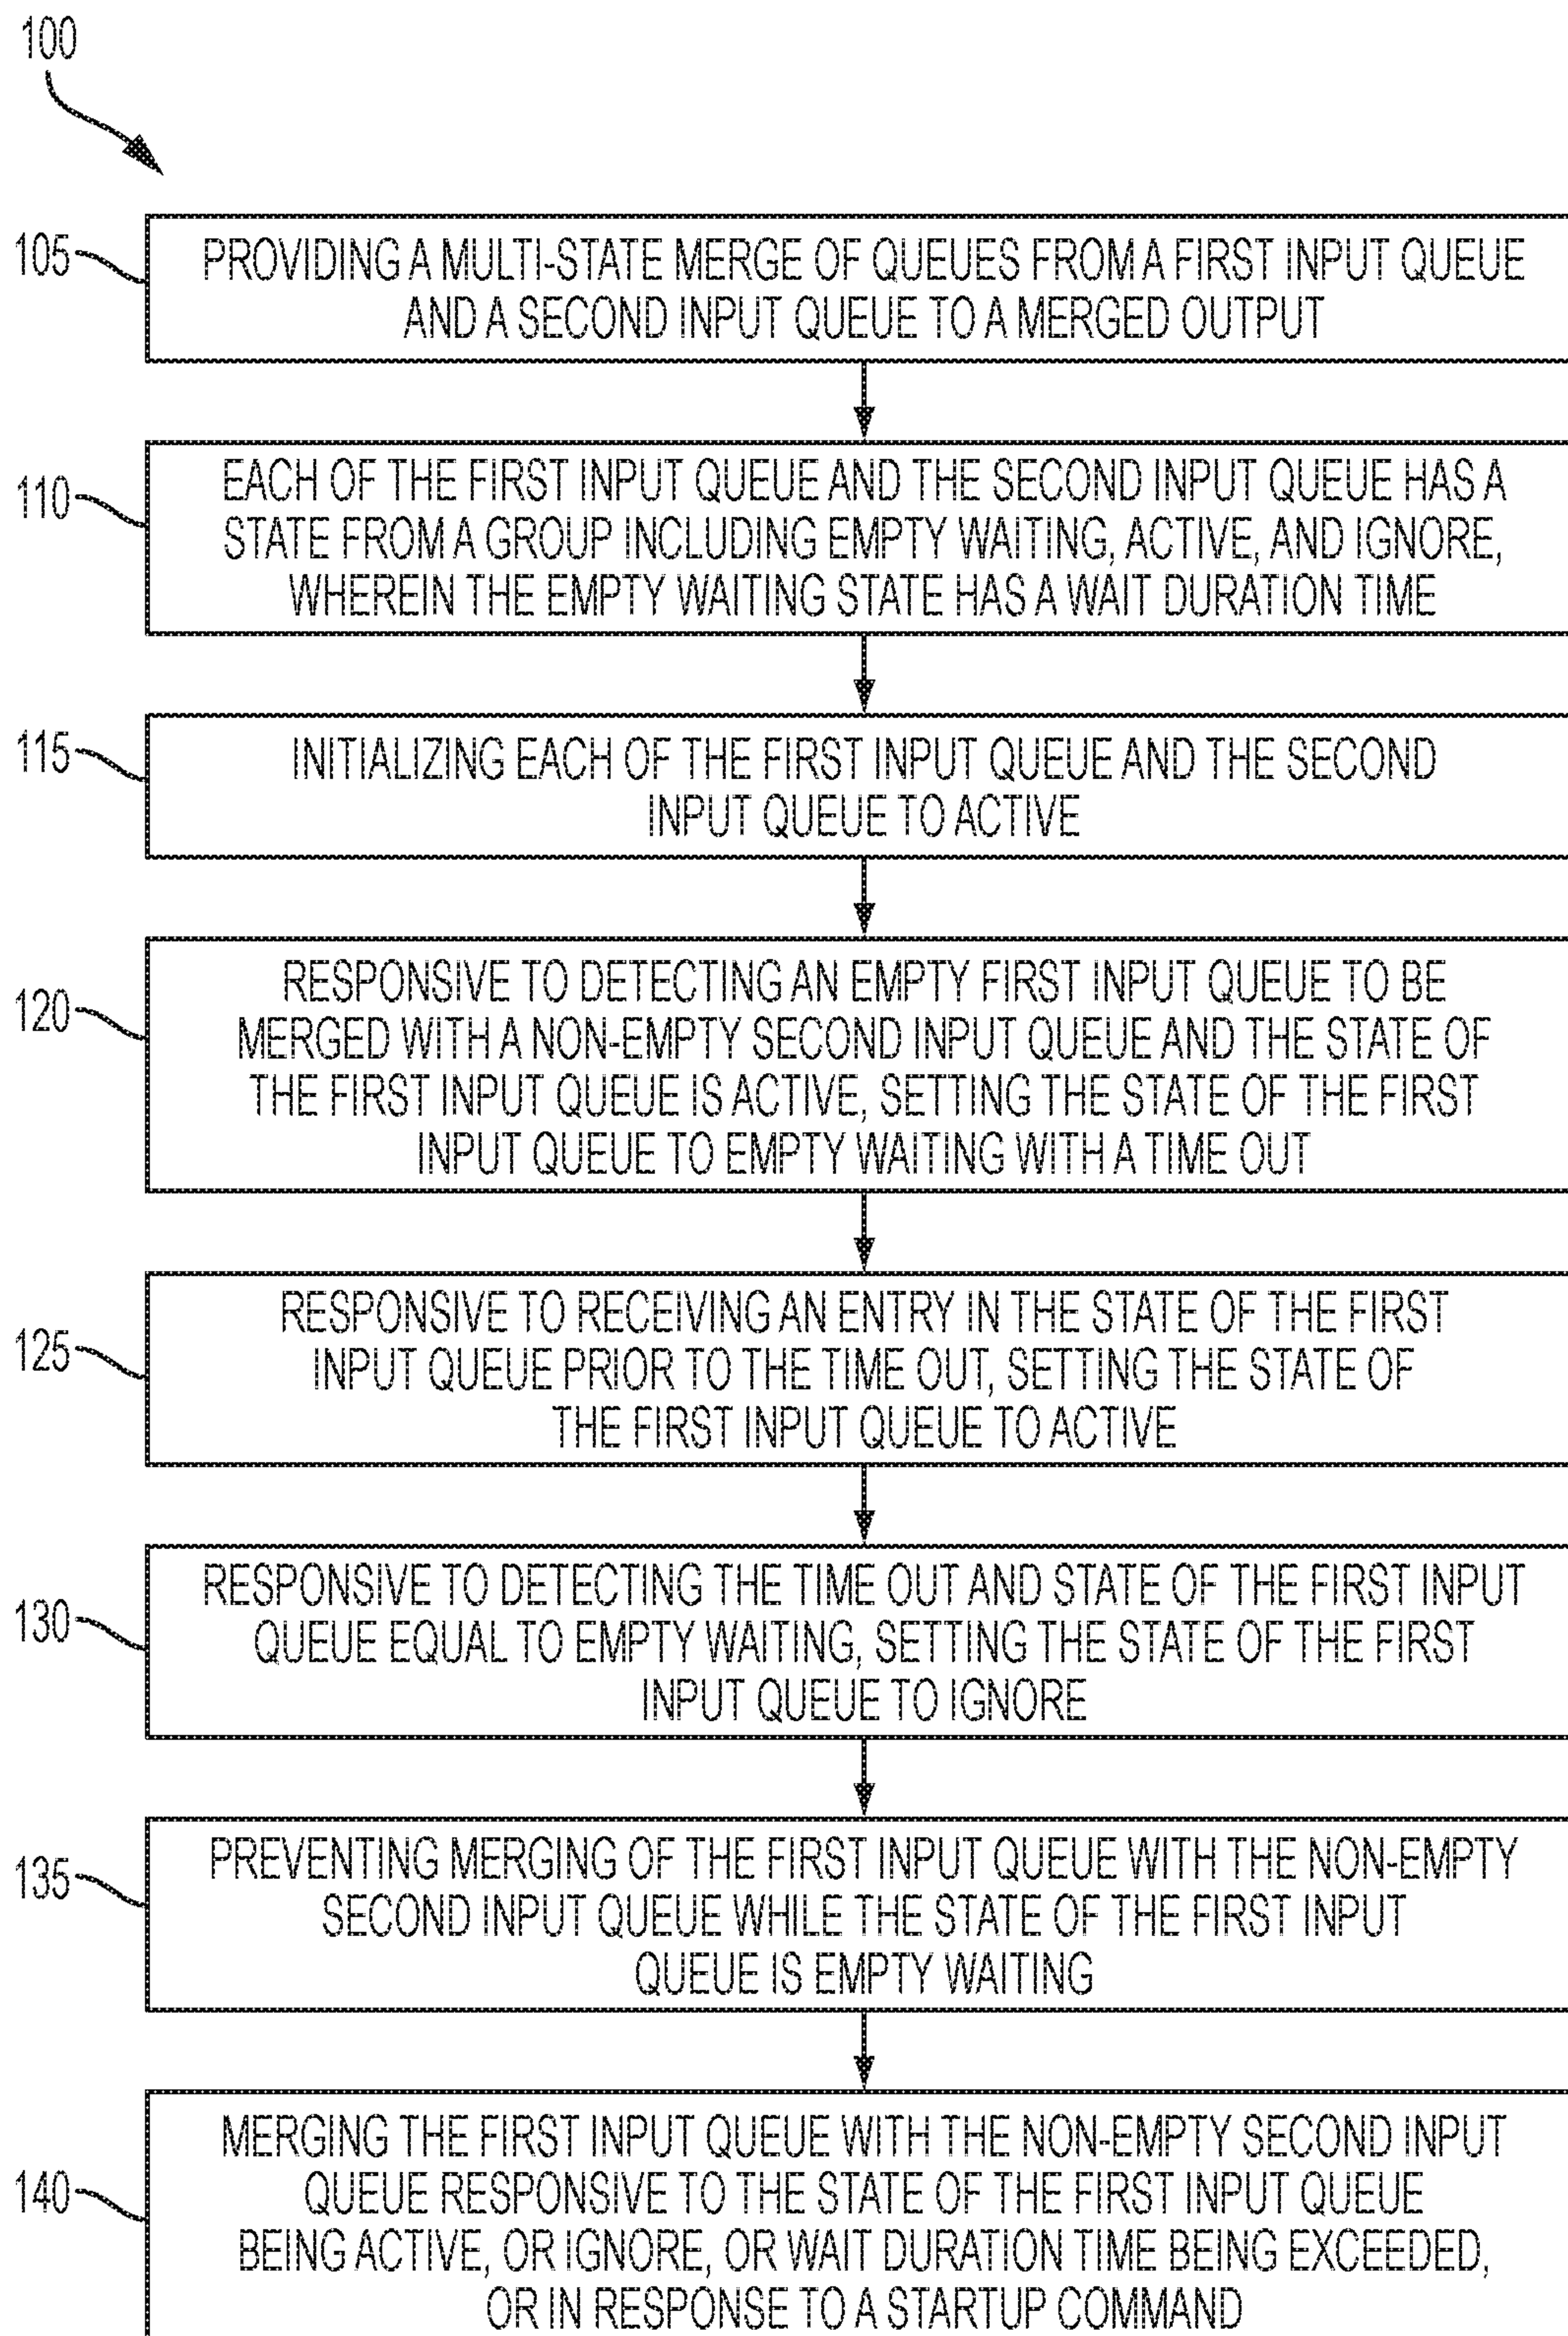 100
105
PROVIDING A MULTI-STATE MERGE OF QUEUES FROM A FIRST INPUT QUEUE
AND A SECOND INPUT QUEUE TO A MERGED OUTPUT
110
EACH OF THE FIRST INPUT QUEUE AND THE SECOND INPUT QUEUE HAS A
STATE FROM A GROUP INCLUDING EMPTY WAITING, ACTIVE, AND IGNORE,
WHEREIN THE EMPTY WAITING STATE HAS A WAIT DURATION TIME
115
INITIALIZING EACH OF THE FIRST INPUT QUEUE AND THE SECOND
INPUT QUEUE TO ACTIVE
120
RESPONSIVE TO DETECTING AN EMPTY FIRST INPUT QUEUE TO BE
MERGED WITH A NON-EMPTY SECOND INPUT QUEUE AND THE STATE OF
THE FIRST INPUT QUEUE IS ACTIVE, SETTING THE STATE OF THE FIRST
INPUT QUEUE TO EMPTY WAITING WITH A TIME OUT
125
RESPONSIVE TO RECEIVING AN ENTRY IN THE STATE OF THE FIRST
INPUT QUEUE PRIOR TO THE TIME OUT, SETTING THE STATE OF
THE FIRST INPUT QUEUE TO ACTIVE
130
RESPONSIVE TO DETECTING THE TIME OUT AND STATE OF THE FIRST INPUT
QUEUE EQUAL TO EMPTY WAITING, SETTING THE STATE OF THE FIRST
INPUT QUEUE TO IGNORE
135
PREVENTING MERGING OF THE FIRST INPUT QUEUE WITH THE NON-EMPTY
SECOND INPUT QUEUE WHILE THE STATE OF THE FIRST INPUT
QUEUE IS EMPTY WAITING
140
MERGING THE FIRST INPUT QUEUE WITH THE NON-EMPTY SECOND INPUT
QUEUE RESPONSIVE TO THE STATE OF THE FIRST INPUT QUEUE
BEING ACTIVE, OR IGNORE, OR WAIT DURATION TIME BEING EXCEEDED,
OR IN RESPONSE TO A STARTUP COMMAND